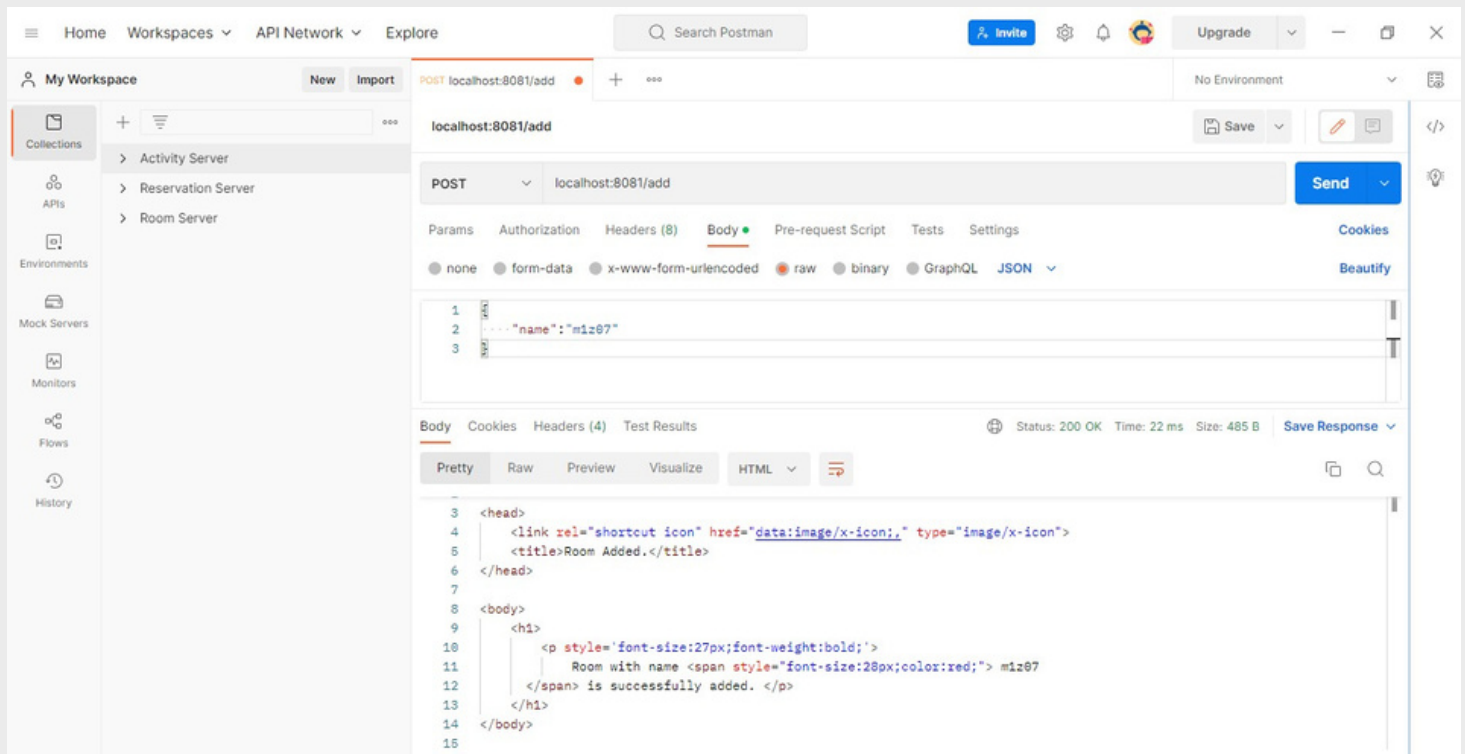 Home Workspaces API Network Explore Search Postman Invite Upgrade
My Workspace New Import POST localhost:8081/add No Environment
Collections
APIs
Environments
Mock Servers
Monitors
Flows
History
Activity Server
Reservation Server
Room Server
localhost:8081/add Save
POST localhost:8081/add Send
Params Authorization Headers (8) Body Pre-request Script Tests Settings Cookies
none form-data x-www-form-urlencoded raw binary GraphQL JSON Beautify
1 {
2 "name":"m1z07"
3 }
Body Cookies Headers (4) Test Results Status: 200 OK Time: 22 ms Size: 485 B Save Response
Pretty Raw Preview Visualize HTML
3 <head>
4 <link rel="shortcut icon" href="data:image/x-icon;," type="image/x-icon">
5 <title>Room Added.</title>
6 </head>
7
8 <body>
9 <h1>
10 <p style='font-size:27px;font-weight:bold;'>
11 Room with name <span style="font-size:28px;color:red;"> m1z07
12 </span> is successfully added. </p>
13 </h1>
14 </body>
15